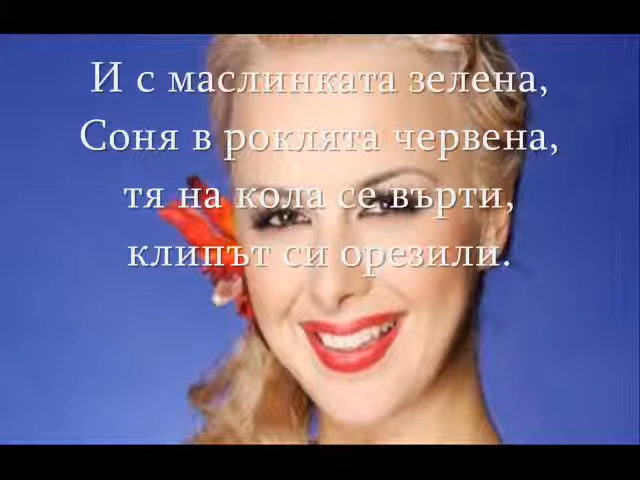 И с маслинката зелена,
Соня в роклята червена,
тя на кола се върти,
клипът си орезили.